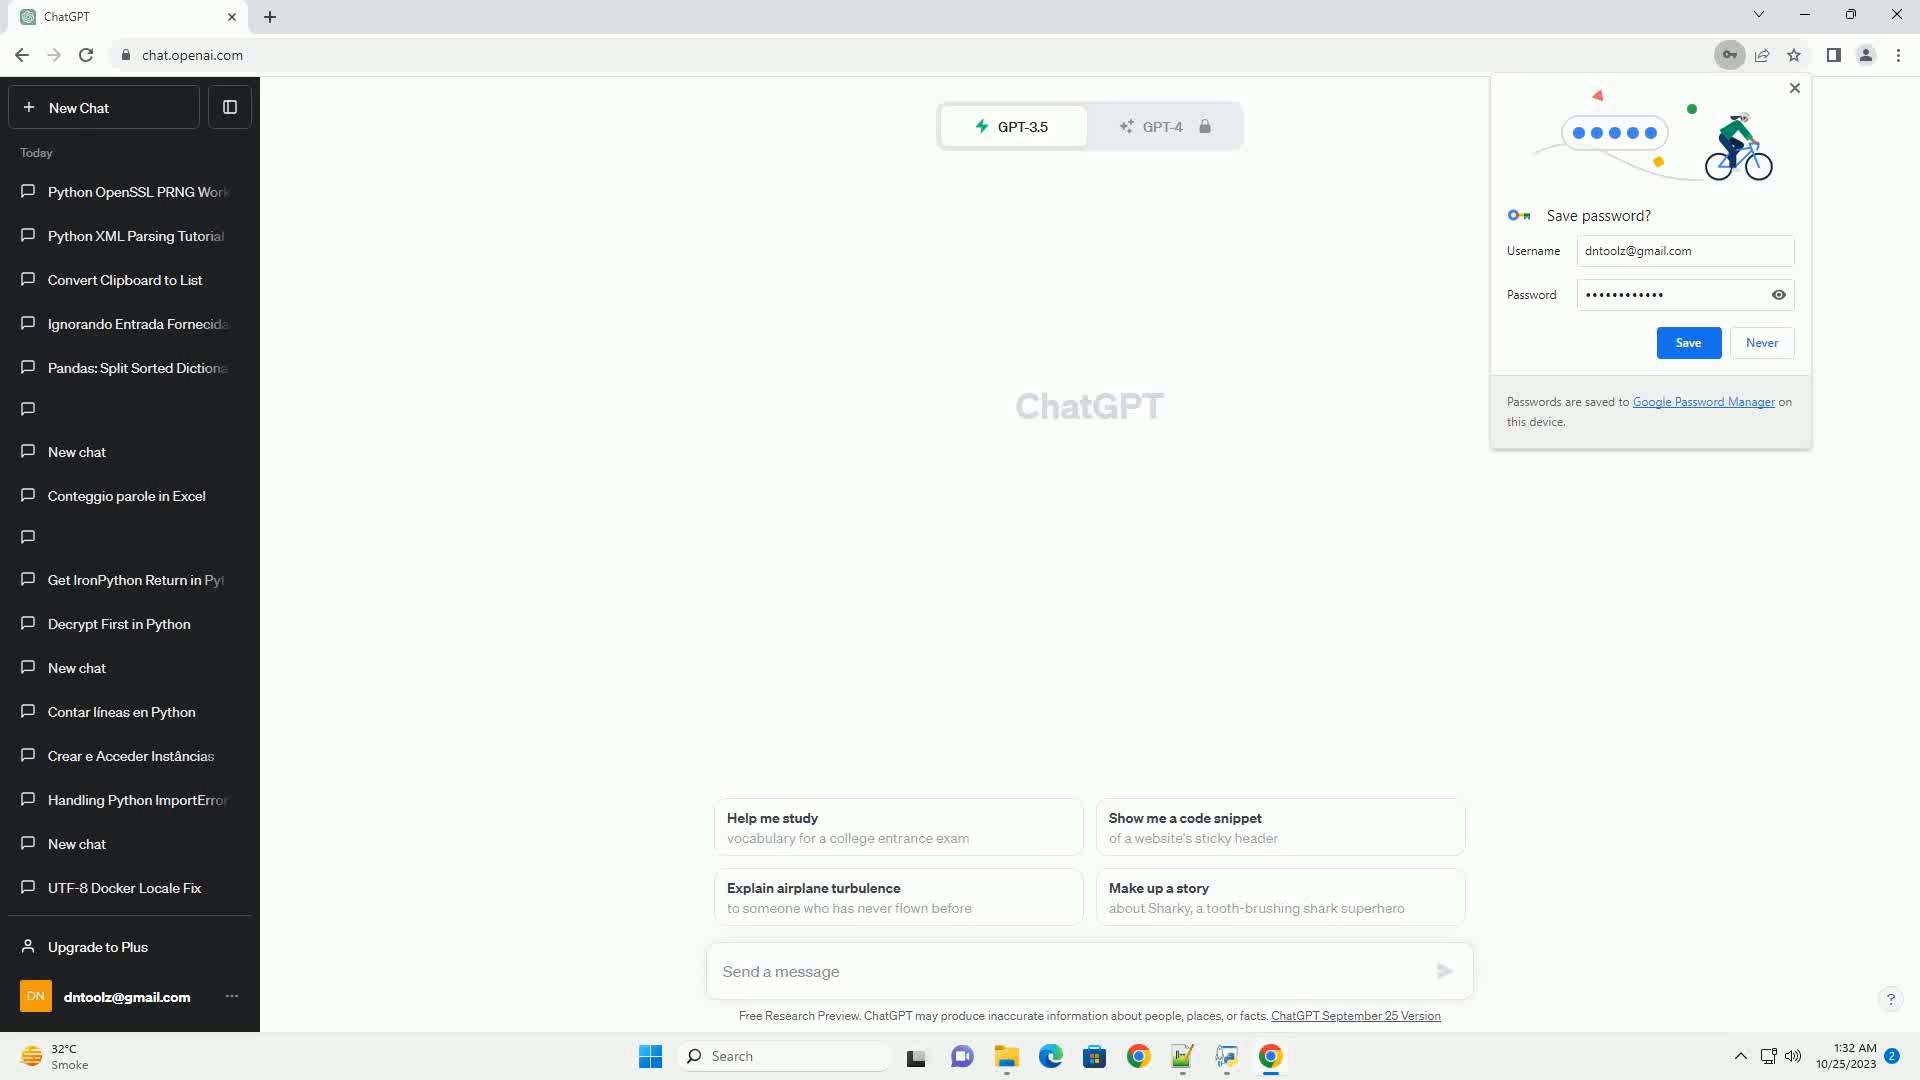 ChatGPT
chat.openai.com
New Chat
Today
Python OpenSSL PRNG Work
Python XML Parsing Tutorial
Convert Clipboard to List
Ignorando Entrada Fornecida
Pandas: Split Sorted Dictiona
New chat
Conteggio parole in Excel
Get IronPython Return in Pyt
Decrypt First in Python
New chat
Contar líneas en Python
Crear e Acceder Instâncias
Handling Python ImportError
New chat
UTF-8 Docker Locale Fix
Upgrade to Plus
DN
dntoolz@gmail.com
GPT-3.5
GPT-4
ChatGPT
Help me study
vocabulary for a college entrance exam
Show me a code snippet
of a website's sticky header
Explain airplane turbulence
to someone who has never flown before
Make up a story
about Sharky, a tooth-brushing shark superhero
Send a message
Free Research Preview. ChatGPT may produce inaccurate information about people, places, or facts. ChatGPT September 25 Version
?
Save password?
Username
dntoolz@gmail.com
Password
Save
Never
Passwords are saved to Google Password Manager on
this device.
32°C
Smoke
Search
1:32 AM
10/25/2023
2